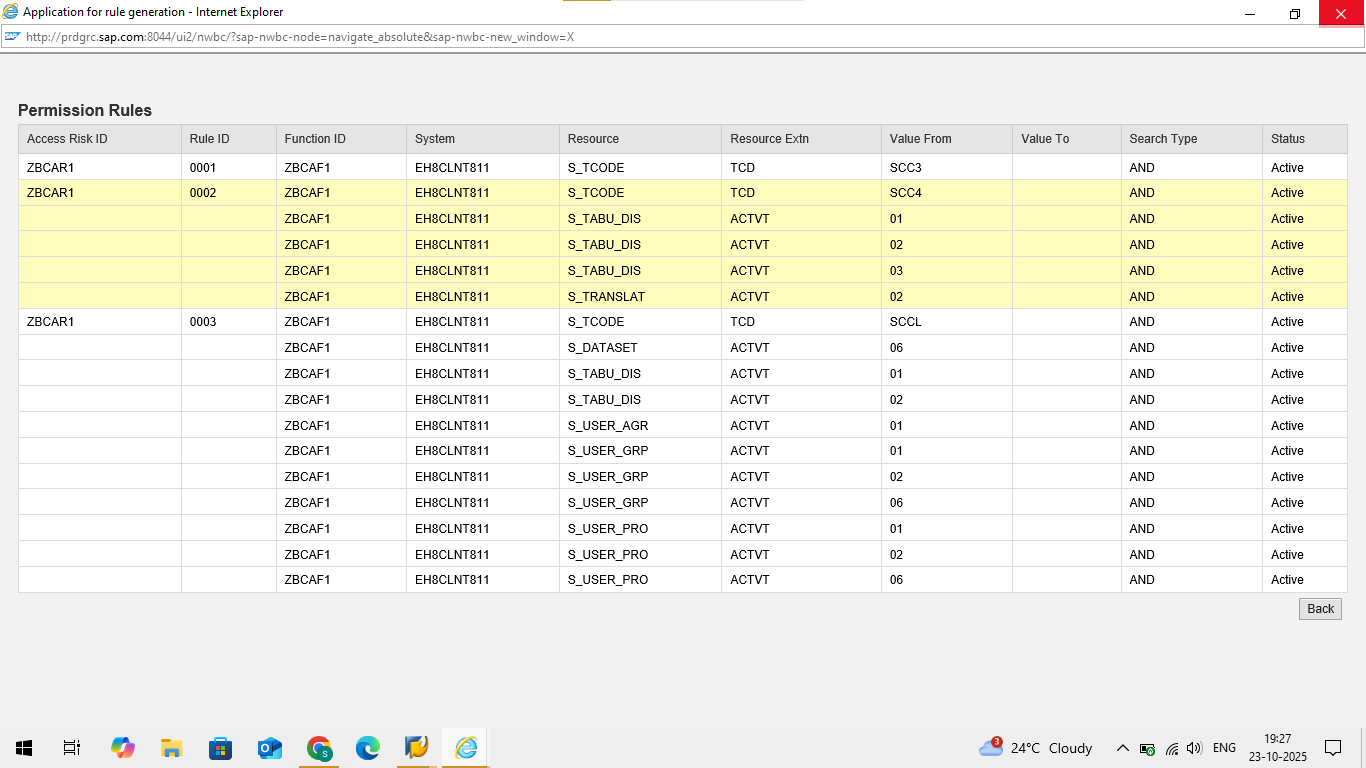 Application for rule generation - Internet Explorer
http://prdgrc.sap.com:8044/ui2/nwbc/?sap-nwbc-node=navigate_absolute&sap-nwbc-new_window=X
Permission Rules
Access Risk ID Rule ID Function ID System Resource Resource Extn Value From Value To Search Type Status
ZBCAR1 0001 ZBCAF1 EH8CLNT811 S_TCODE TCD SCC3 AND Active
ZBCAR1 0002 ZBCAF1 EH8CLNT811 S_TCODE TCD SCC4 AND Active
ZBCAF1 EH8CLNT811 S_TABU_DIS ACTVT 01 AND Active
ZBCAF1 EH8CLNT811 S_TABU_DIS ACTVT 02 AND Active
ZBCAF1 EH8CLNT811 S_TABU_DIS ACTVT 03 AND Active
ZBCAF1 EH8CLNT811 S_TRANSLAT ACTVT 02 AND Active
ZBCAR1 0003 ZBCAF1 EH8CLNT811 S_TCODE TCD SCCL AND Active
ZBCAF1 EH8CLNT811 S_DATASET ACTVT 06 AND Active
ZBCAF1 EH8CLNT811 S_TABU_DIS ACTVT 01 AND Active
ZBCAF1 EH8CLNT811 S_TABU_DIS ACTVT 02 AND Active
ZBCAF1 EH8CLNT811 S_USER_AGR ACTVT 01 AND Active
ZBCAF1 EH8CLNT811 S_USER_GRP ACTVT 01 AND Active
ZBCAF1 EH8CLNT811 S_USER_GRP ACTVT 02 AND Active
ZBCAF1 EH8CLNT811 S_USER_GRP ACTVT 06 AND Active
ZBCAF1 EH8CLNT811 S_USER_PRO ACTVT 01 AND Active
ZBCAF1 EH8CLNT811 S_USER_PRO ACTVT 02 AND Active
ZBCAF1 EH8CLNT811 S_USER_PRO ACTVT 06 AND Active
Back
3 24°C Cloudy ENG 19:27
23-10-2025